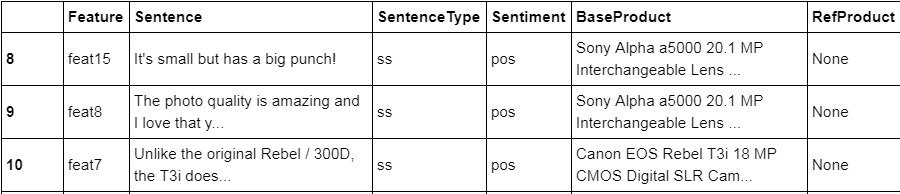 Feature Sentence SentenceType Sentiment BaseProduct RefProduct
8 feat15 It's small but has a big punch! ss pos Sony Alpha a5000 20.1 MP Interchangeable Lens ... None
9 feat8 The photo quality is amazing and I love that y... ss pos Sony Alpha a5000 20.1 MP Interchangeable Lens ... None
10 feat7 Unlike the original Rebel / 300D, the T3i does... ss pos Canon EOS Rebel T3i 18 MP CMOS Digital SLR Cam... None